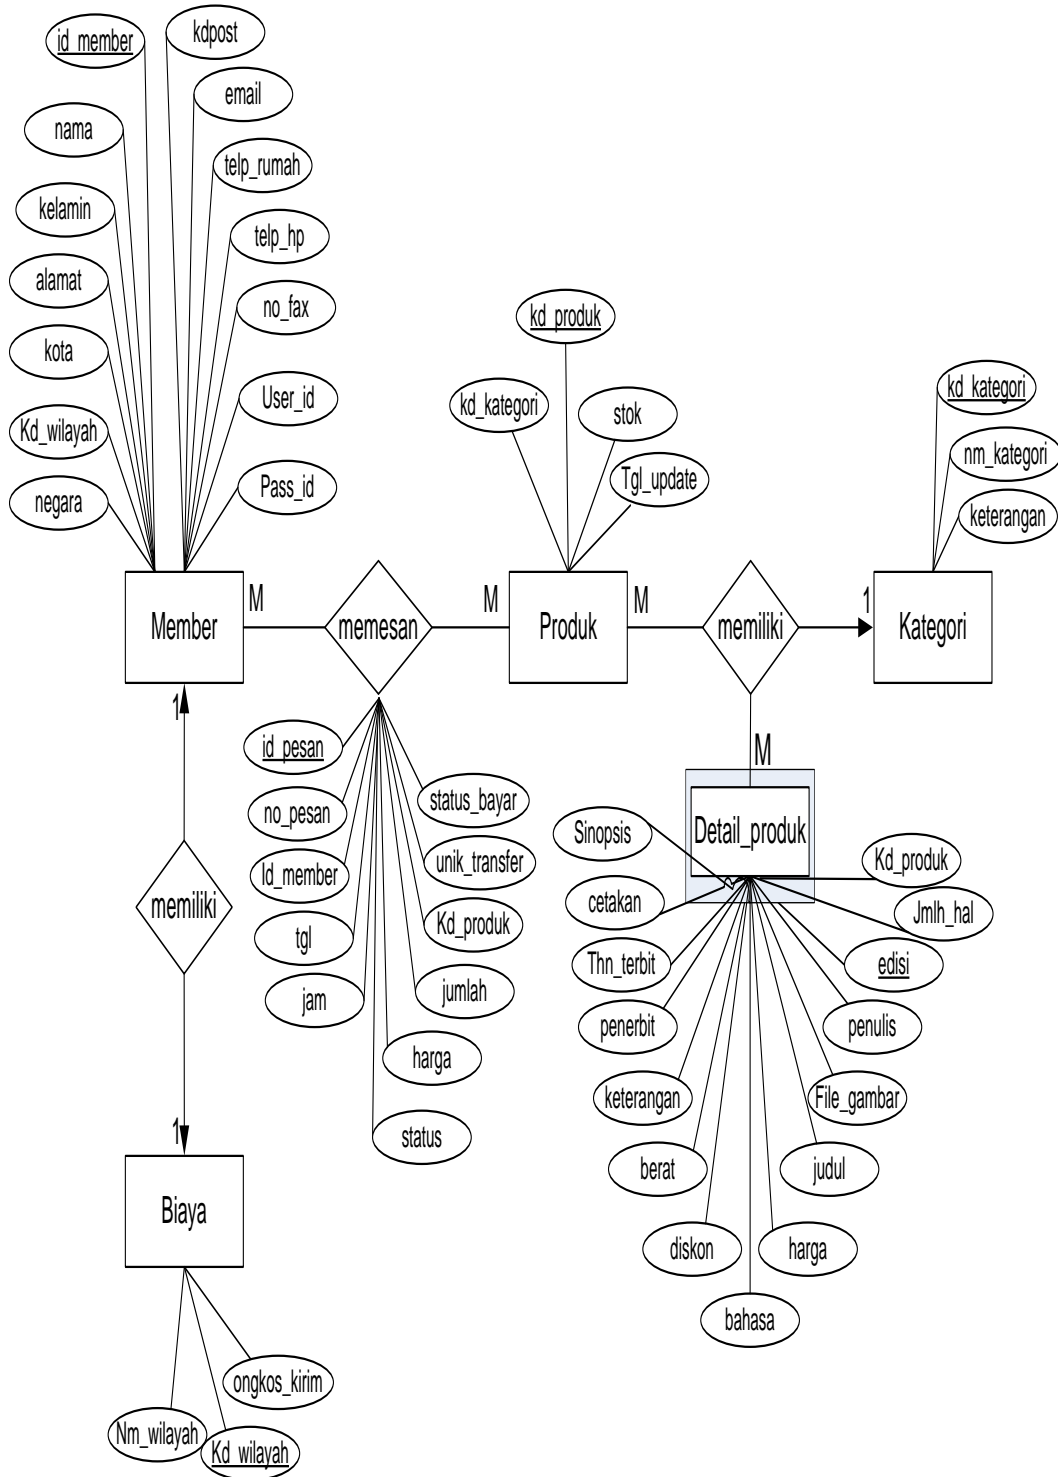 id_member
kdpost
email
nama
telp_rumah
kelamin
telp_hp
alamat
no_fax
kota
User_id
Kd_wilayah
Pass_id
negara
kd_produk
kd_kategori
stok
Tgl_update
kd_kategori
nm_kategori
keterangan
Member
M
memesan
M
Produk
M
memiliki
1
Kategori
1
id_pesan
no_pesan
Id_member
tgl
jam
status_bayar
unik_transfer
Kd_produk
jumlah
harga
status
M
Detail_produk
Sinopsis
cetakan
Thn_terbit
penerbit
keterangan
berat
diskon
bahasa
Kd_produk
Jmlh_hal
edisi
penulis
File_gambar
judul
harga
memiliki
1
Biaya
ongkos_kirim
Nm_wilayah
Kd_wilayah